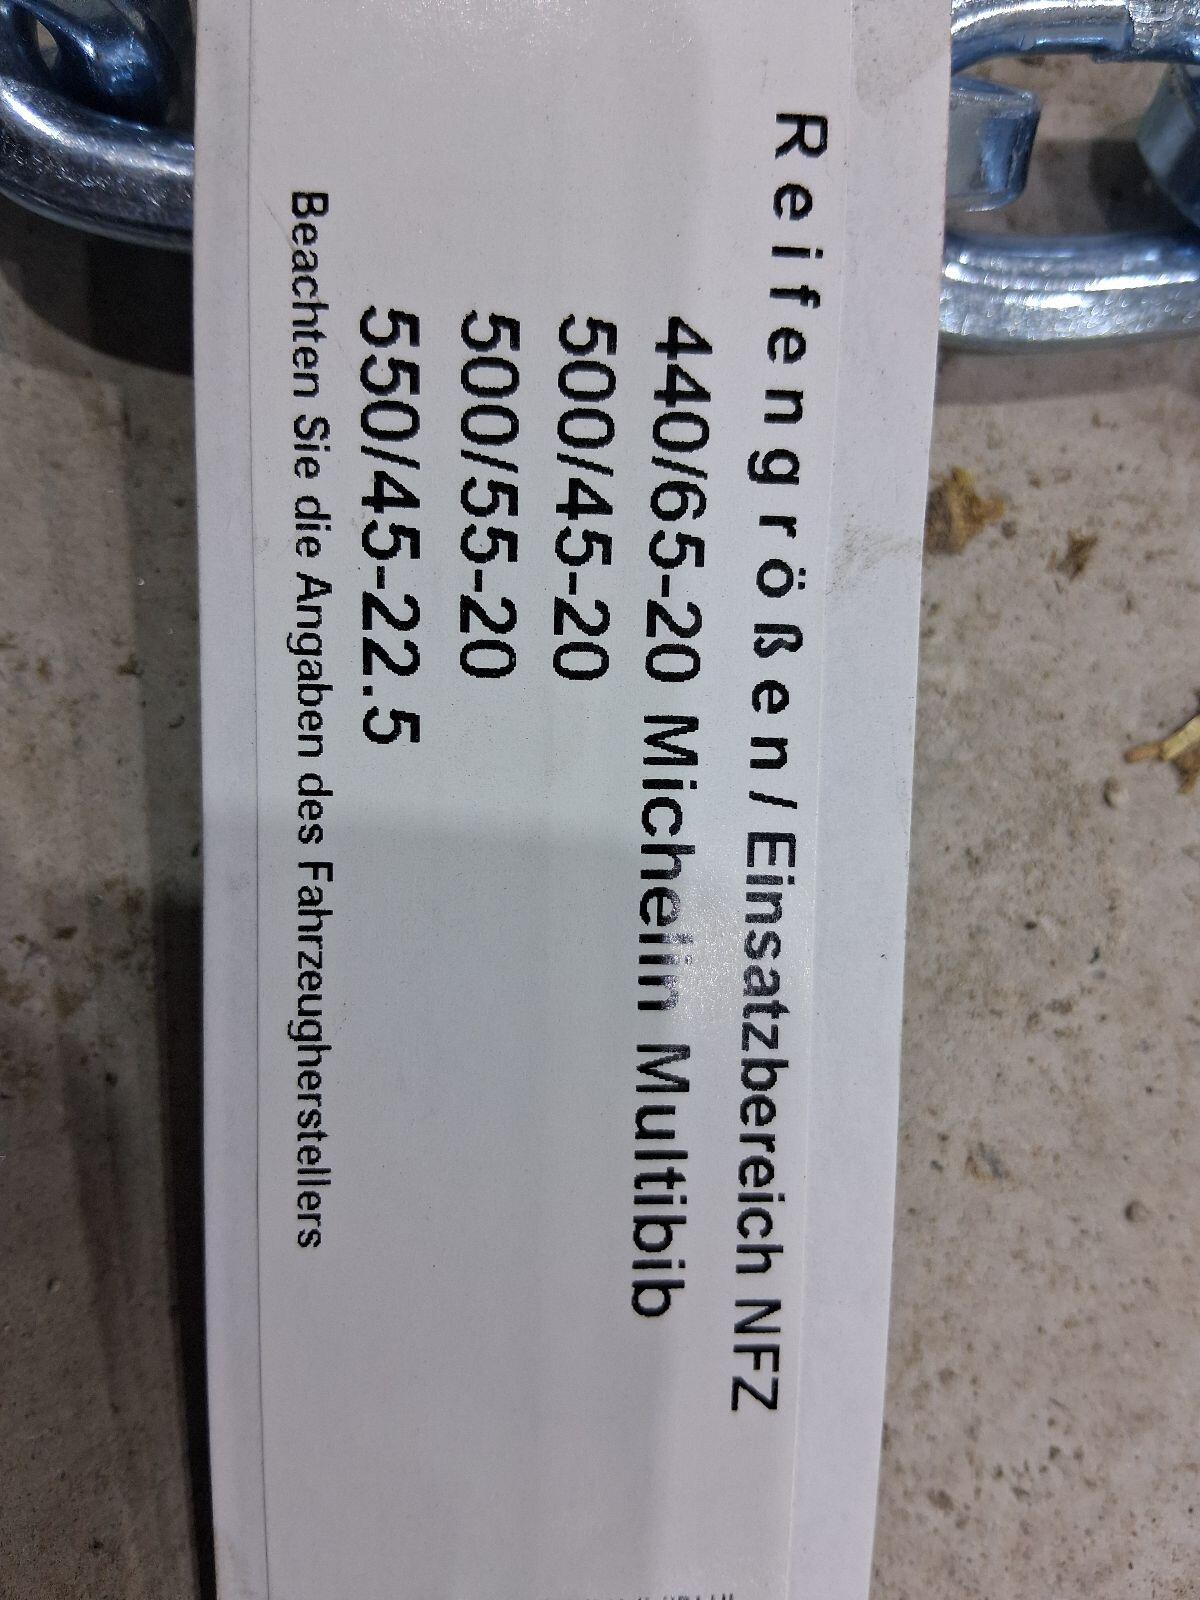 Reifengrößen/Einsatzbereich NFZ
440/65-20 Michelin Multibib
500/45-20
500/55-20
550/45-22.5
Beachten Sie die Angaben des Fahrzeugherstellers